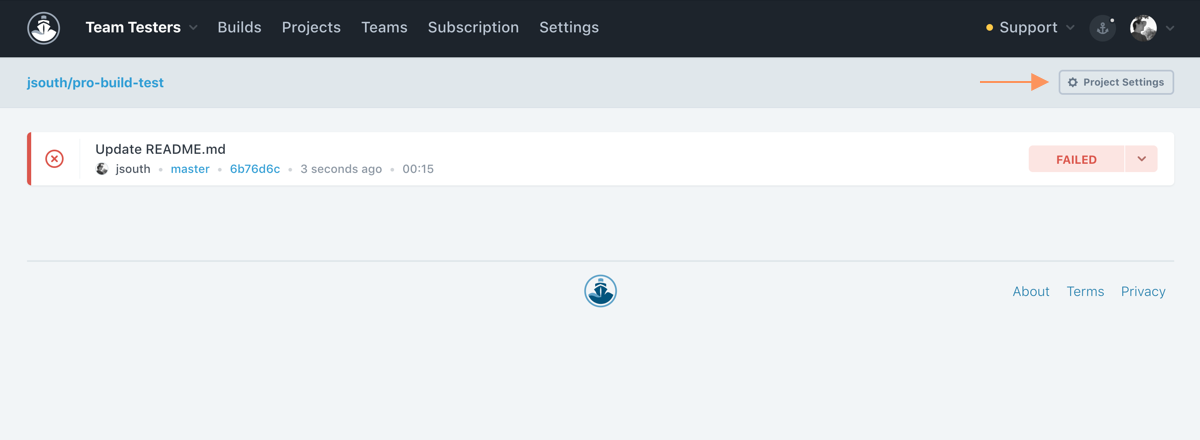 Team Testers Builds Projects Teams Subscription Settings Support
jsouth/pro-build-test Project Settings
Update README.md
jsouth • master • 6b76d6c • 3 seconds ago • 00:15 FAILED
About Terms Privacy